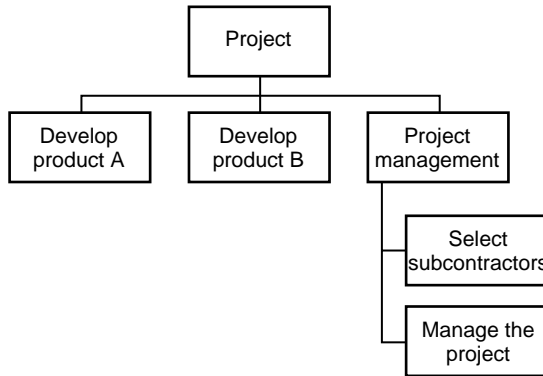 Project
Develop
product A
Develop
product B
Project
management
Select
subcontractors
Manage the
project